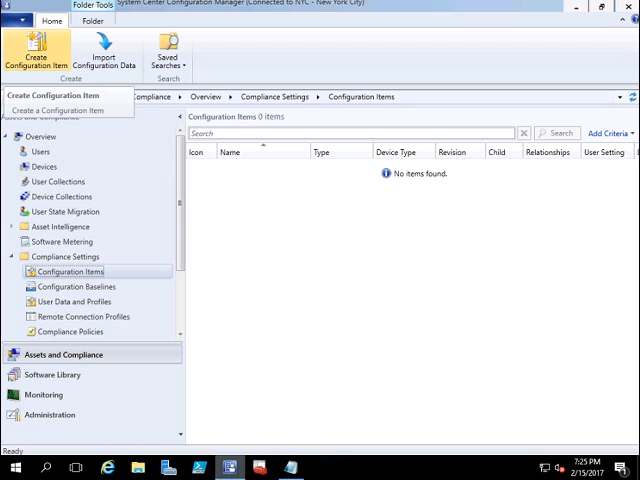 Folder Tools
System Center Configuration Manager (Connected to NYC - New York City)
Home
Folder
Create
Configuration Item
Import
Configuration Data
Saved
Searches
Create
Search
Create Configuration Item
Create a Configuration Item
Compliance
Overview
Compliance Settings
Configuration Items
Assets and Compliance
Configuration Items 0 items
Search
Search
Add Criteria
Icon
Name
Type
Device Type
Revision
Child
Relationships
User Setting
No items found.
Overview
Users
Devices
User Collections
Device Collections
User State Migration
Asset Intelligence
Software Metering
Compliance Settings
Configuration Items
Configuration Baselines
User Data and Profiles
Remote Connection Profiles
Compliance Policies
Assets and Compliance
Software Library
Monitoring
Administration
Ready
7:25 PM
2/15/2017
1